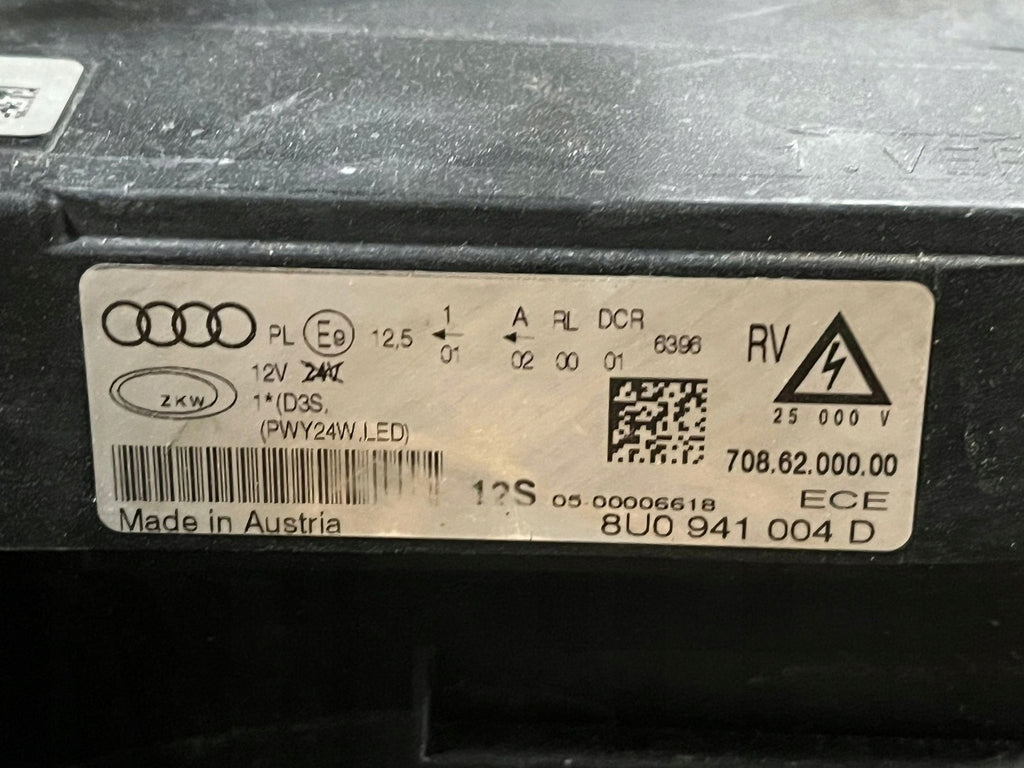 PL E9 12,5 1 A RL DCR
01 02 00 01 6396
RV
12V 24V
ZKW
1*(D3S,
(PWY24W,LED)
25 000 V
708.62.000.00
05-00006618
ECE
Made in Austria
8U0 941 004 D